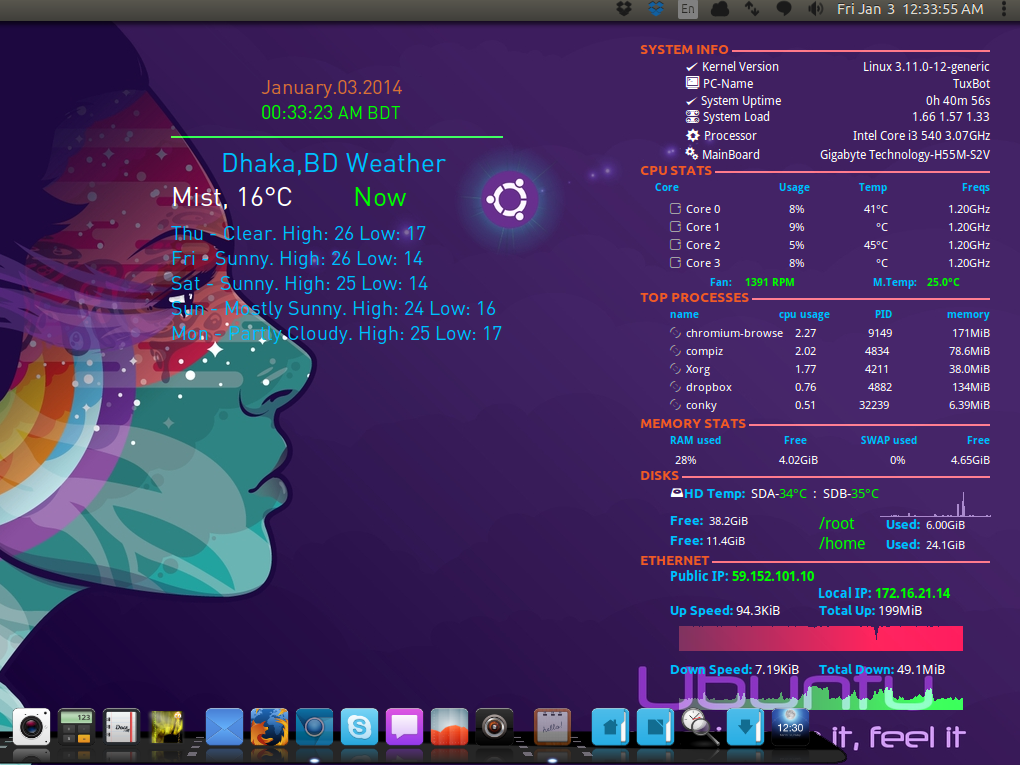 En Fri Jan 3 12:33:55 AM
January.03.2014
00:33:23 AM BDT
Dhaka,BD Weather
Mist, 16°C Now
Thu - Clear. High: 26 Low: 17
Fri - Sunny. High: 26 Low: 14
Sat - Sunny. High: 25 Low: 14
Sun - Mostly Sunny. High: 24 Low: 16
Mon - Partly Cloudy. High: 25 Low: 17
SYSTEM INFO
Kernel Version Linux 3.11.0-12-generic
PC-Name TuxBot
System Uptime 0h 40m 56s
System Load 1.66 1.57 1.33
Processor Intel Core i3 540 3.07GHz
MainBoard Gigabyte Technology-H55M-S2V
CPU STATS
Core Usage Temp Freqs
Core 0 8% 41°C 1.20GHz
Core 1 9% °C 1.20GHz
Core 2 5% 45°C 1.20GHz
Core 3 8% °C 1.20GHz
Fan: 1391 RPM M.Temp: 25.0°C
TOP PROCESSES
name cpu usage PID memory
chromium-browse 2.27 9149 171MiB
compiz 2.02 4834 78.6MiB
Xorg 1.77 4211 38.0MiB
dropbox 0.76 4882 134MiB
conky 0.51 32239 6.39MiB
MEMORY STATS
RAM used Free SWAP used Free
28% 4.02GiB 0% 4.65GiB
DISKS
HD Temp: SDA-34°C : SDB-35°C
Free: 38.2GiB /root Used: 6.00GiB
Free: 11.4GiB /home Used: 24.1GiB
ETHERNET
Public IP: 59.152.101.10
Local IP: 172.16.21.14
Up Speed: 94.3KiB Total Up: 199MiB
Down Speed: 7.19KiB Total Down: 49.1MiB
Ubuntu
it, feel it
123
Docs
hello!
12:30